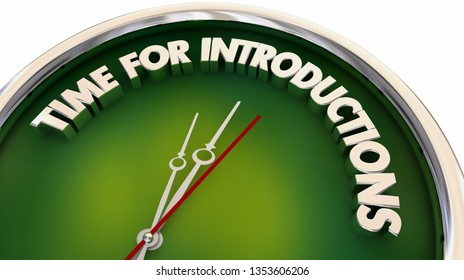 TIME FOR INTRODUCTIONS
shutterstock.com · 1353606206